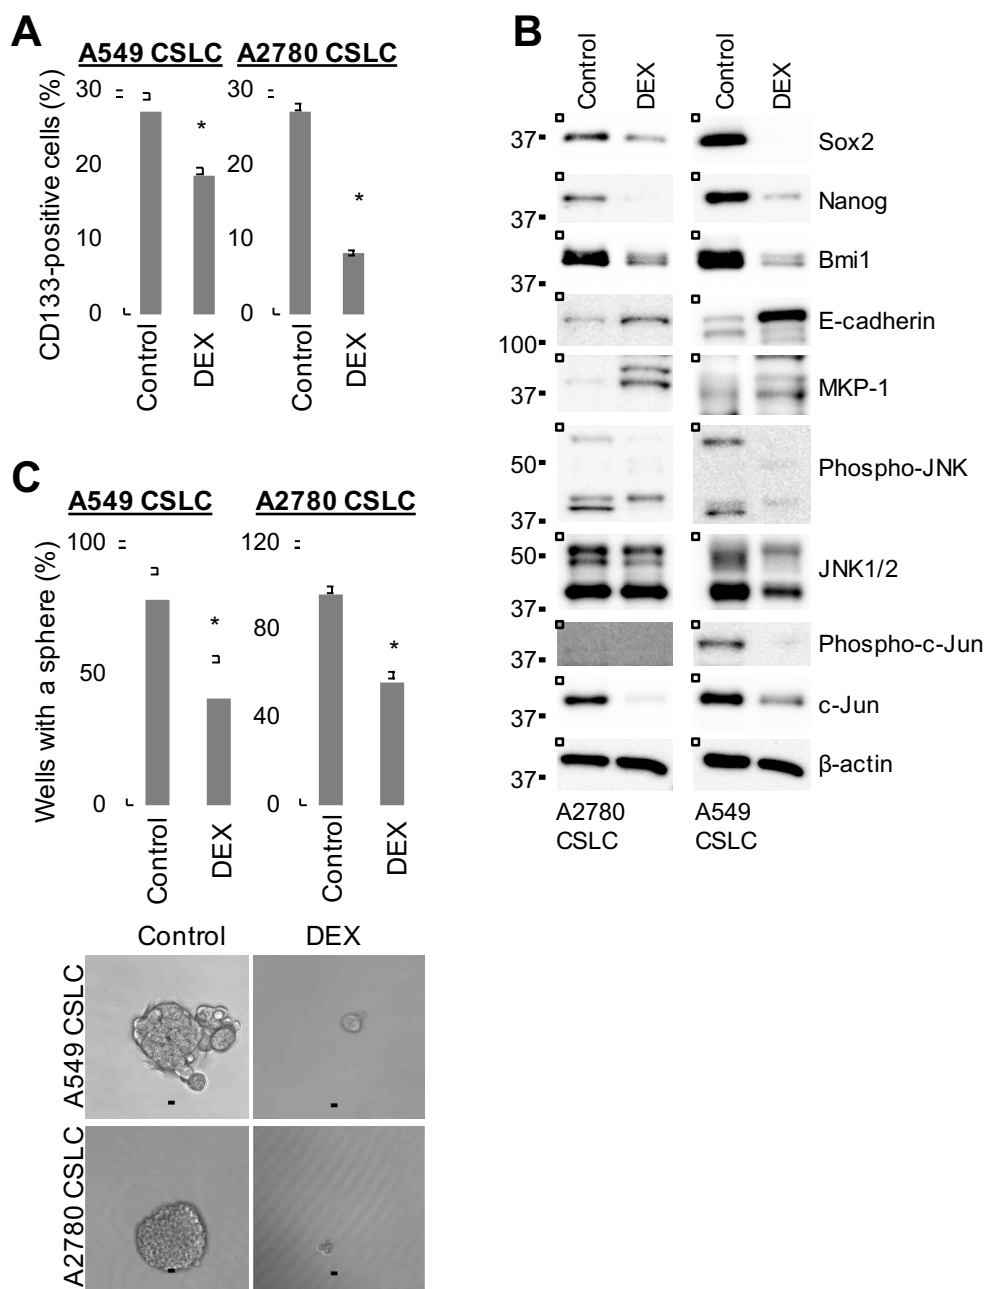 A
A549 CSLC
A2780 CSLC
CD133-positive cells (%)
30
20
10
0
*
Control
DEX
30
20
10
0
*
Control
DEX
B
Control
DEX
Control
DEX
37
Sox2
37
Nanog
37
Bmi1
100
E-cadherin
37
MKP-1
50
37
Phospho-JNK
50
37
JNK1/2
37
Phospho-c-Jun
37
c-Jun
37
β-actin
A2780
CSLC
A549
CSLC
C
A549 CSLC
A2780 CSLC
Wells with a sphere (%)
100
50
0
*
Control
DEX
120
80
40
0
*
Control
DEX
Control
DEX
A549 CSLC
A2780 CSLC